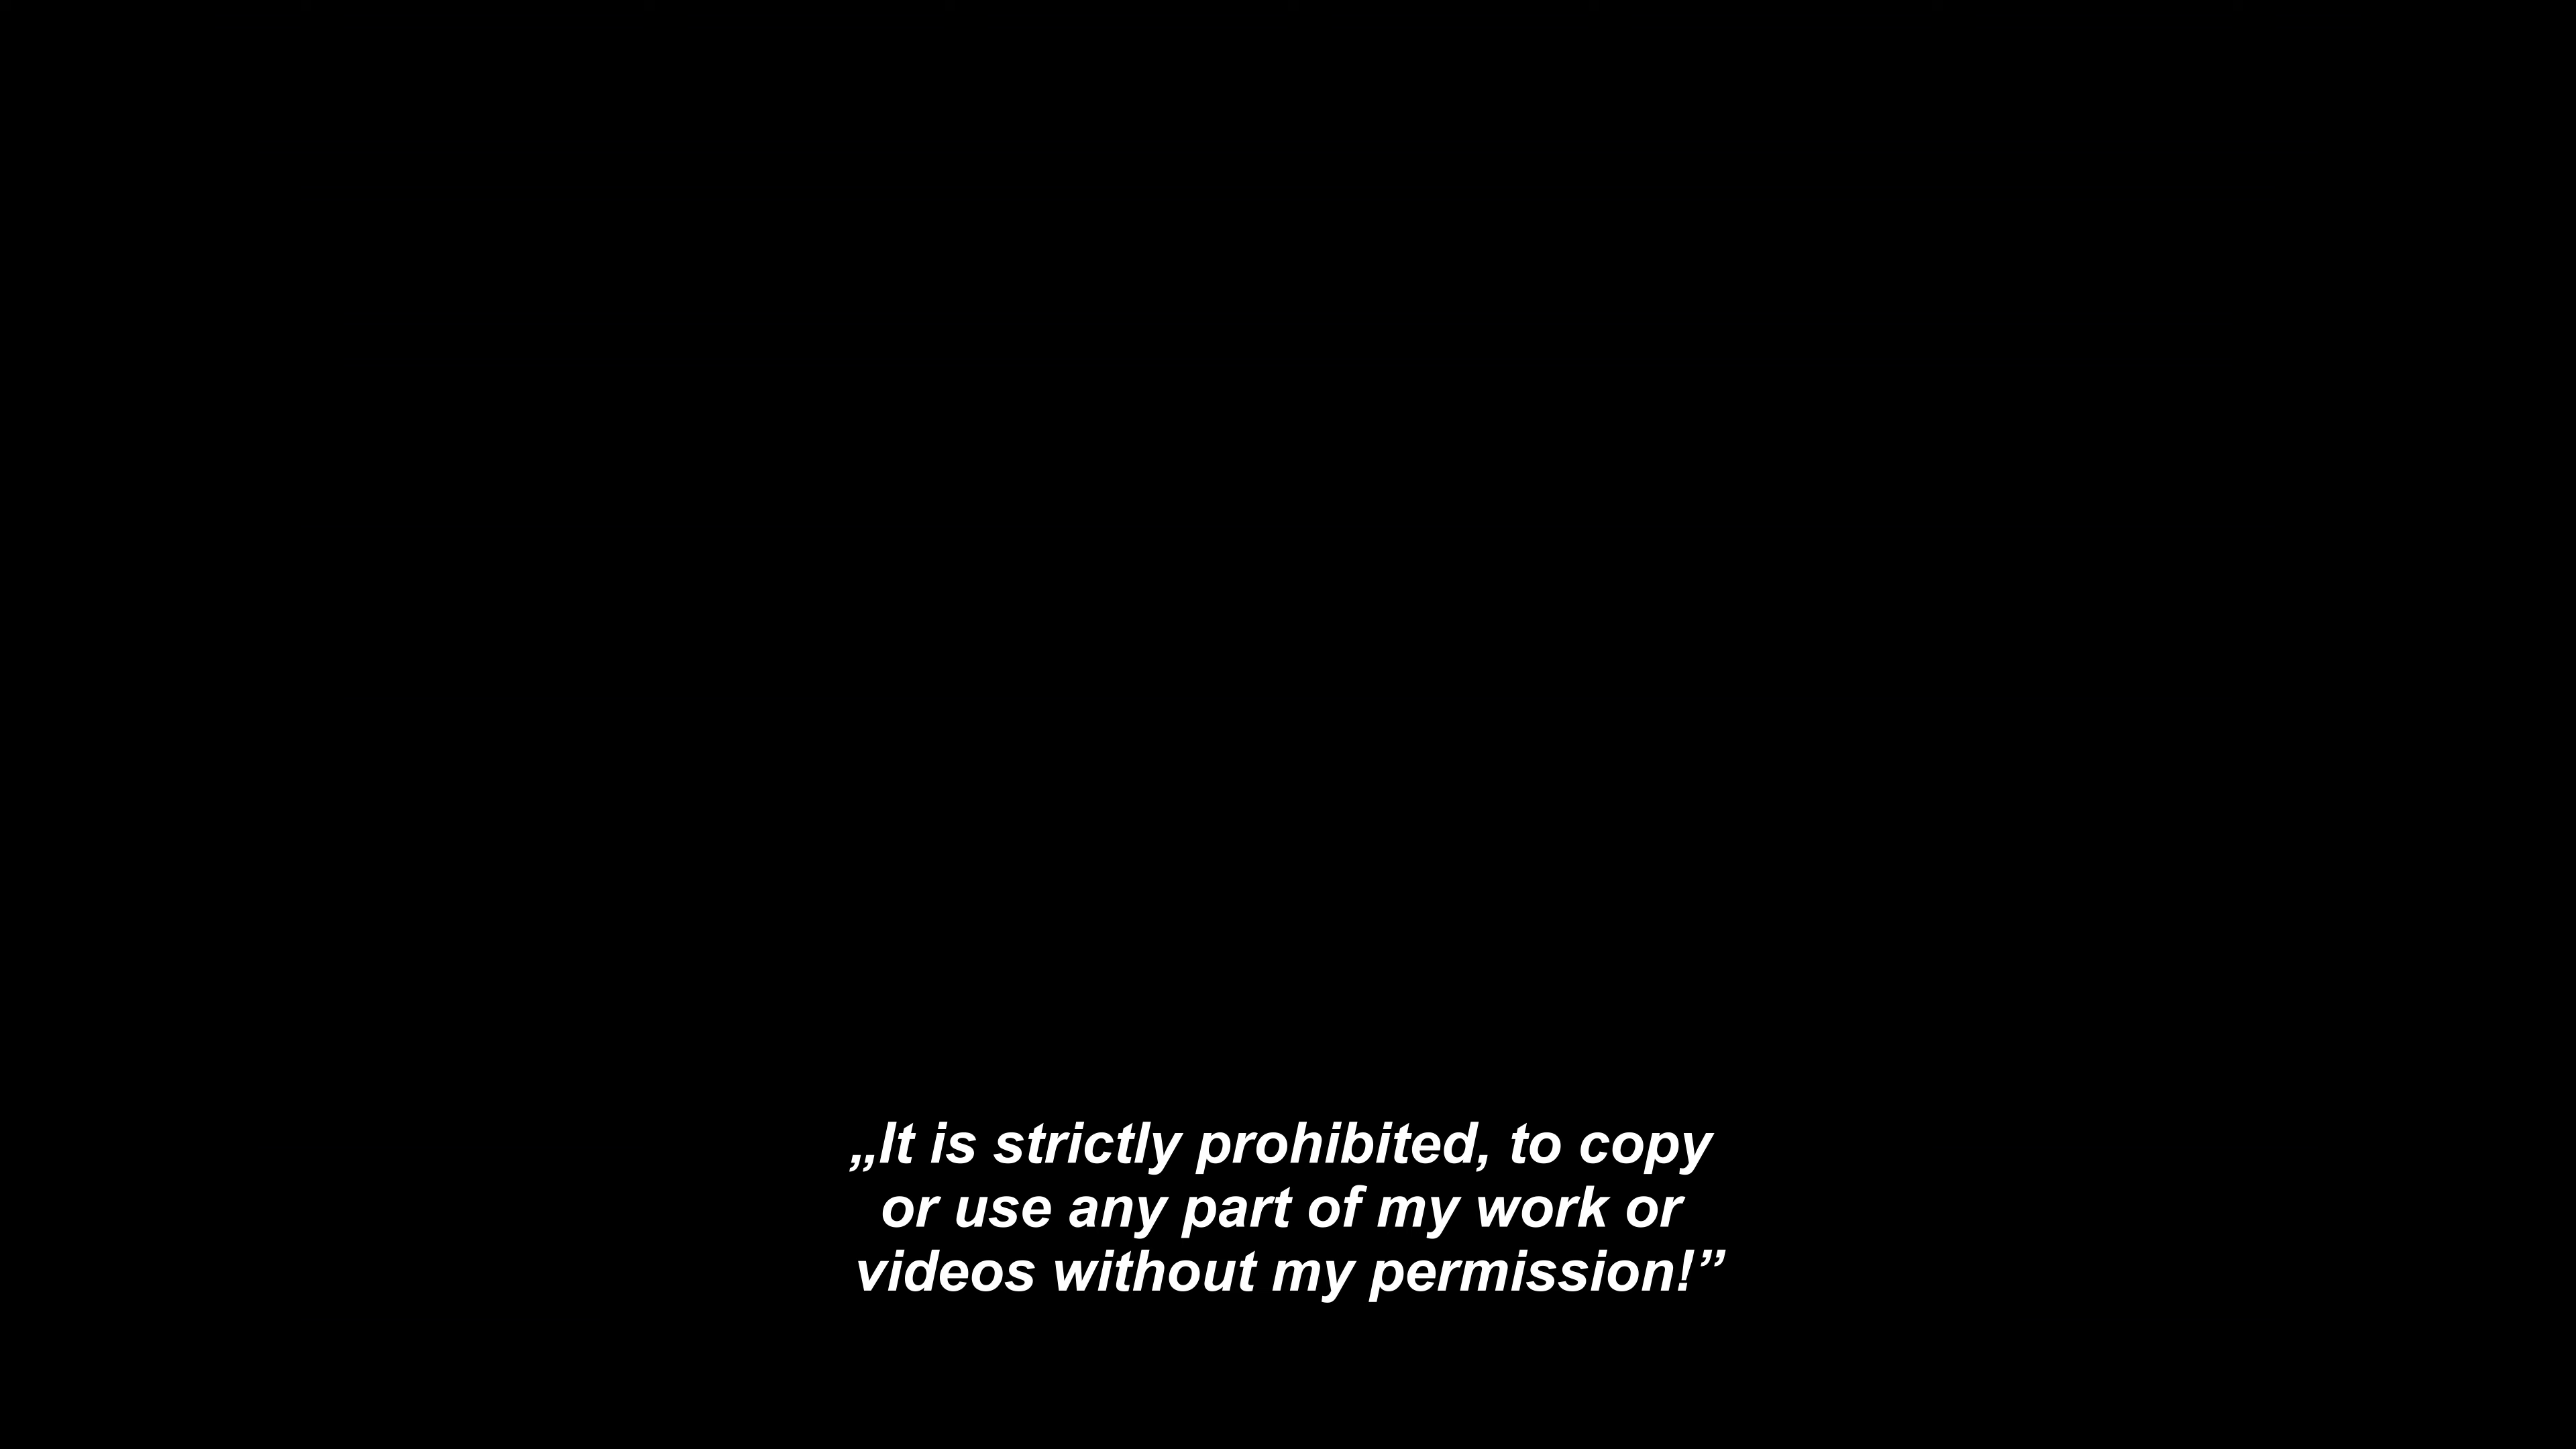 „It is strictly prohibited, to copy
or use any part of my work or
videos without my permission!”